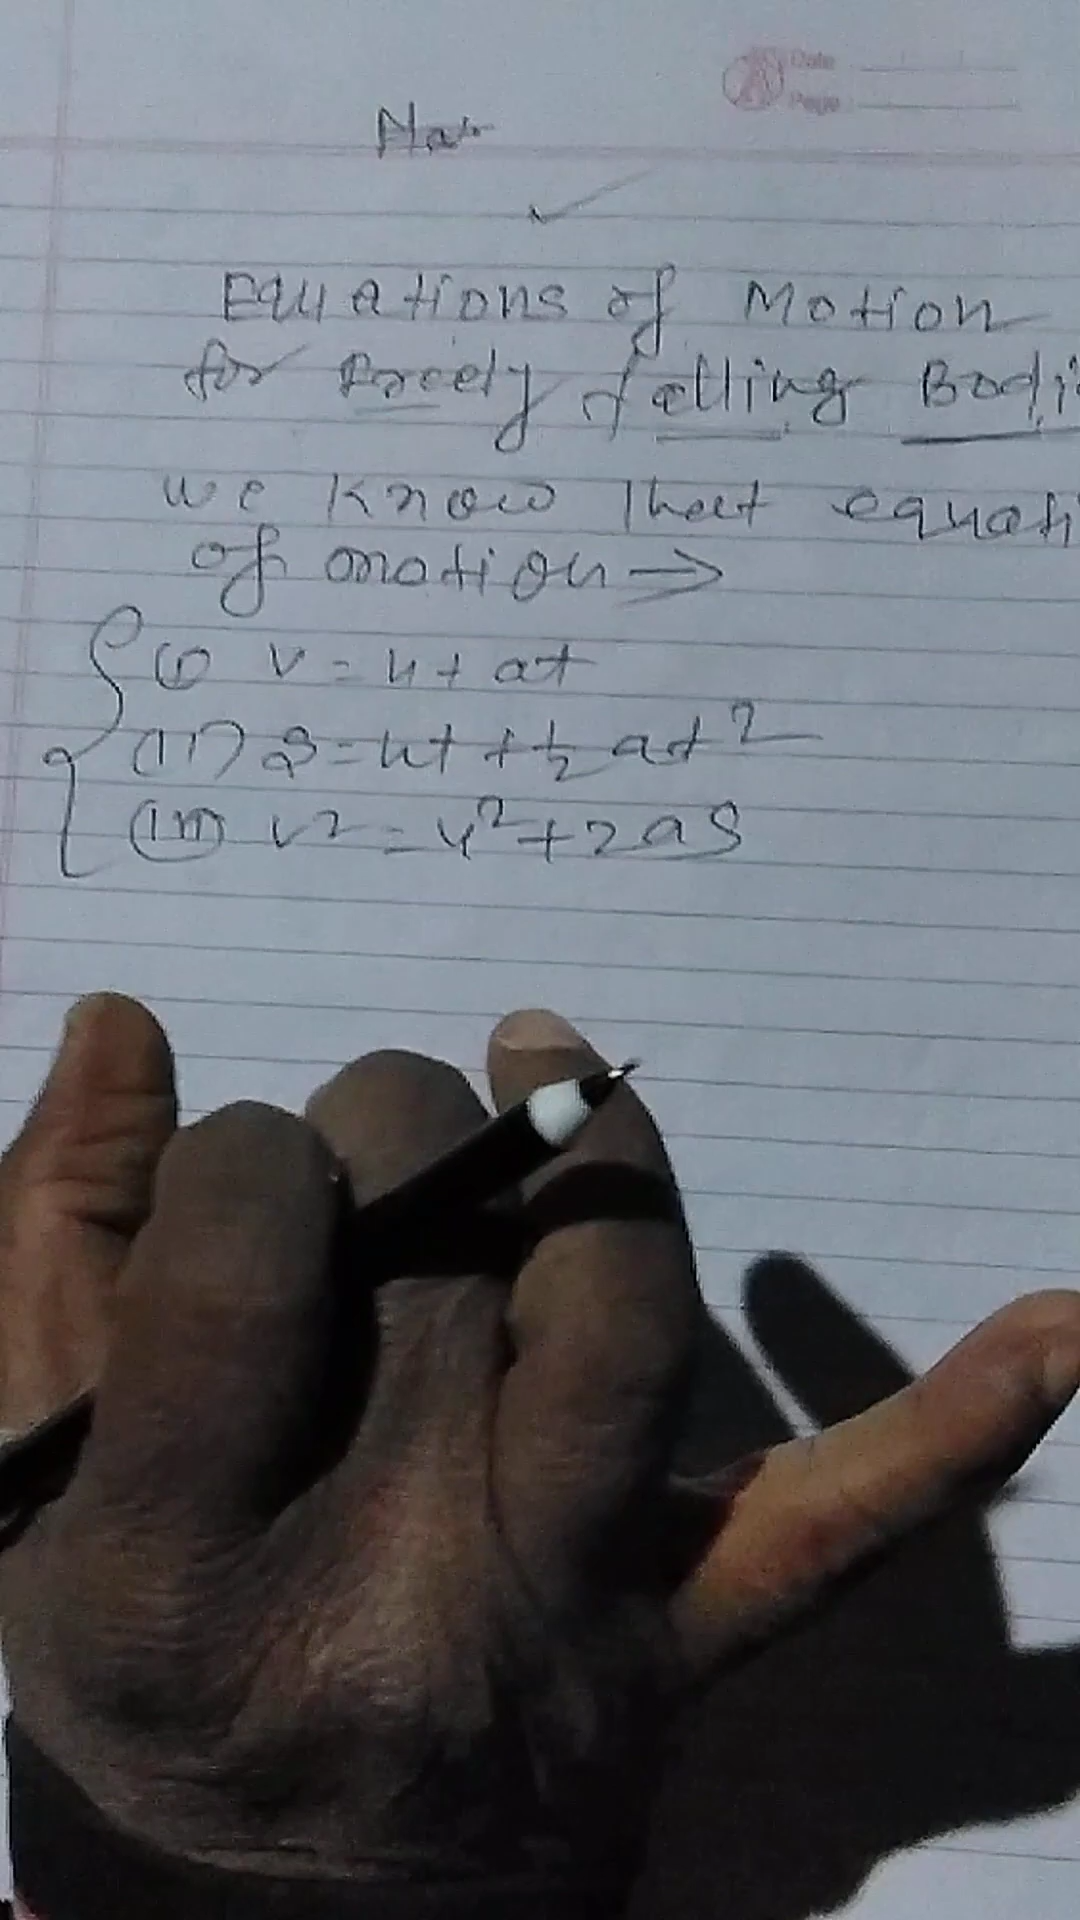 Date
Page
Equations of Motion
for Freely falling Bodi
we know that equati
of motion →
(i) v = u + at
(ii) S = ut + ½ at²
(iii) v² = u² + 2as